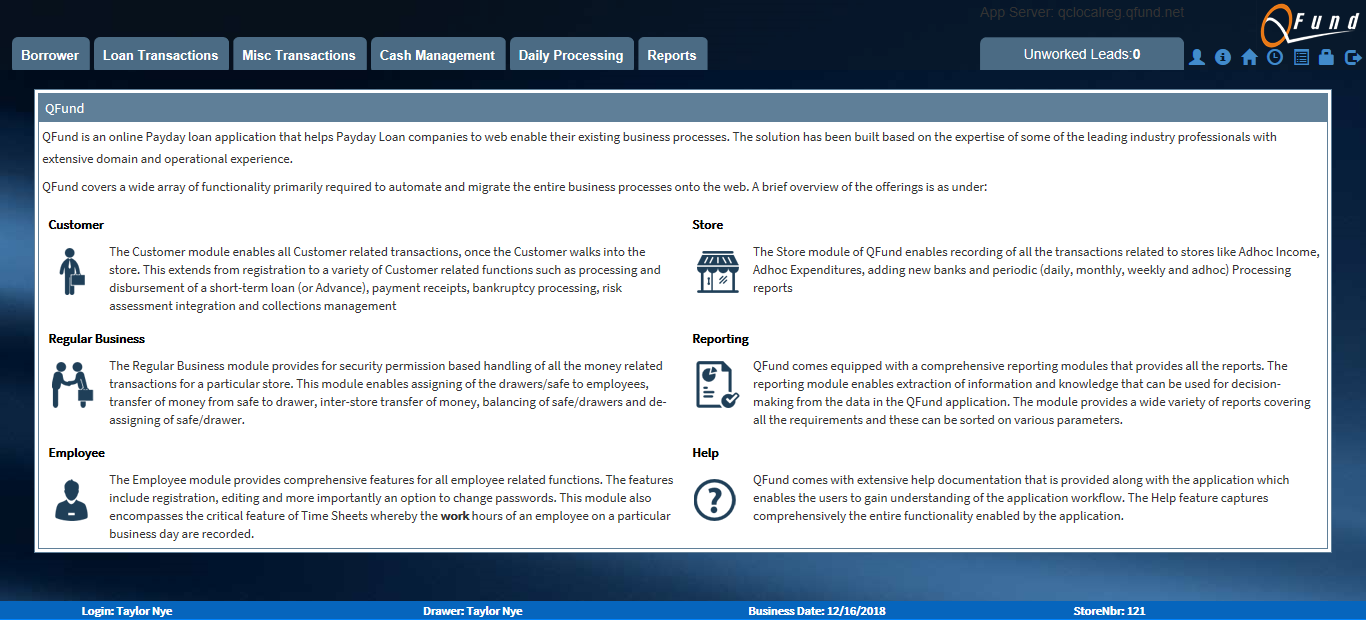 App Server: qclocalreg.qfund.net
QFund
Borrower
Loan Transactions
Misc Transactions
Cash Management
Daily Processing
Reports
Unworked Leads:0
QFund
QFund is an online Payday loan application that helps Payday Loan companies to web enable their existing business processes. The solution has been built based on the expertise of some of the leading industry professionals with
extensive domain and operational experience.
QFund covers a wide array of functionality primarily required to automate and migrate the entire business processes onto the web. A brief overview of the offerings is as under:
Customer
The Customer module enables all Customer related transactions, once the Customer walks into the
store. This extends from registration to a variety of Customer related functions such as processing and
disbursement of a short-term loan (or Advance), payment receipts, bankruptcy processing, risk
assessment integration and collections management
Store
The Store module of QFund enables recording of all the transactions related to stores like Adhoc Income,
Adhoc Expenditures, adding new banks and periodic (daily, monthly, weekly and adhoc) Processing
reports
Regular Business
The Regular Business module provides for security permission based handling of all the money related
transactions for a particular store. This module enables assigning of the drawers/safe to employees,
transfer of money from safe to drawer, inter-store transfer of money, balancing of safe/drawers and de-
assigning of safe/drawer.
Reporting
QFund comes equipped with a comprehensive reporting modules that provides all the reports. The
reporting module enables extraction of information and knowledge that can be used for decision-
making from the data in the QFund application. The module provides a wide variety of reports covering
all the requirements and these can be sorted on various parameters.
Employee
The Employee module provides comprehensive features for all employee related functions. The features
include registration, editing and more importantly an option to change passwords. This module also
encompasses the critical feature of Time Sheets whereby the work hours of an employee on a particular
business day are recorded.
Help
QFund comes with extensive help documentation that is provided along with the application which
enables the users to gain understanding of the application workflow. The Help feature captures
comprehensively the entire functionality enabled by the application.
Login: Taylor Nye
Drawer: Taylor Nye
Business Date: 12/16/2018
StoreNbr: 121